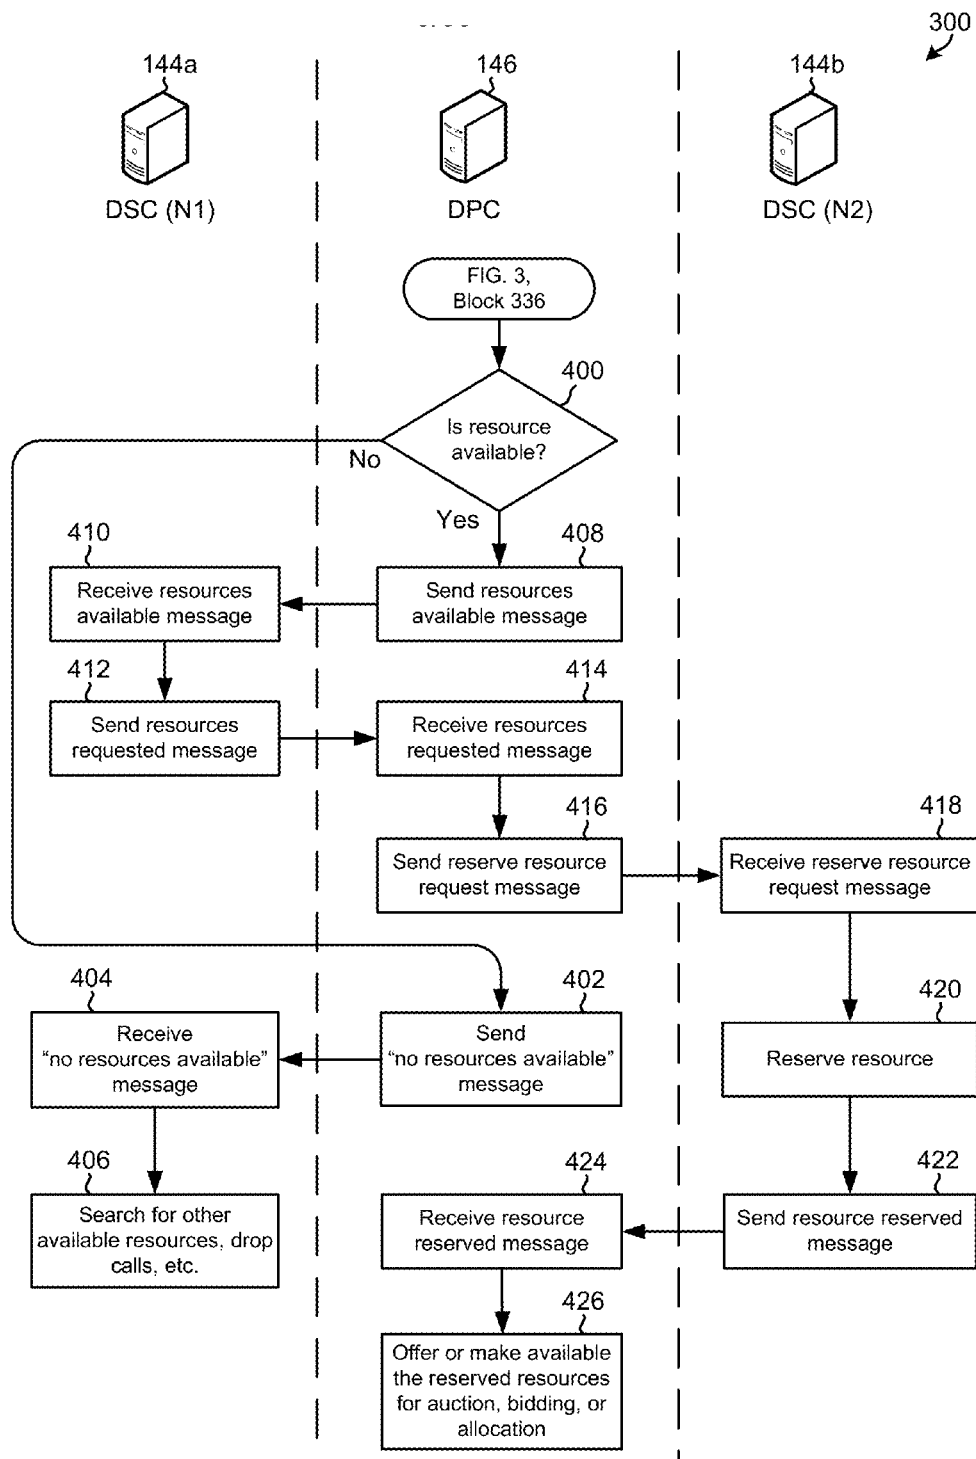 300
144a
146
144b
DSC (N1)
DPC
DSC (N2)
FIG. 3,
Block 336
400
Is resource
available?
No
Yes
410
408
Receive resources
available message
Send resources
available message
412
414
Send resources
requested message
Receive resources
requested message
416
418
Send reserve resource
request message
Receive reserve resource
request message
404
402
420
Receive
“no resources available”
message
Send
“no resources available”
message
Reserve resource
406
424
422
Search for other
available resources, drop
calls, etc.
Receive resource
reserved message
Send resource reserved
message
426
Offer or make available
the reserved resources
for auction, bidding, or
allocation